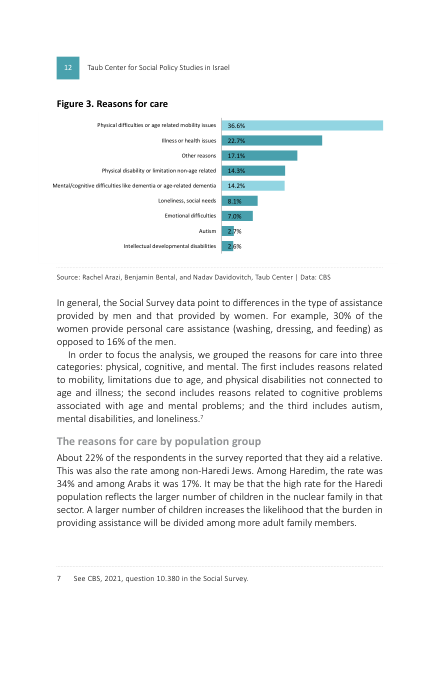 12 Taub Center for Social Policy Studies in Israel
Figure 3. Reasons for care
Physical difficulties or age related mobility issues 36.6%
Illness or health issues 22.7%
Other reasons 17.1%
Physical disability or limitation non-age related 14.3%
Mental/cognitive difficulties like dementia or age-related dementia 14.2%
Loneliness, social needs 8.1%
Emotional difficulties 7.0%
Autism 2.7%
Intellectual developmental disabilities 2.6%
Source: Rachel Arazi, Benjamin Bental, and Nadav Davidovitch, Taub Center | Data: CBS
In general, the Social Survey data point to differences in the type of assistance
provided by men and that provided by women. For example, 30% of the
women provide personal care assistance (washing, dressing, and feeding) as
opposed to 16% of the men.
In order to focus the analysis, we grouped the reasons for care into three
categories: physical, cognitive, and mental. The first includes reasons related
to mobility, limitations due to age, and physical disabilities not connected to
age and illness; the second includes reasons related to cognitive problems
associated with age and mental problems; and the third includes autism,
mental disabilities, and loneliness.7
The reasons for care by population group
About 22% of the respondents in the survey reported that they aid a relative.
This was also the rate among non-Haredi Jews. Among Haredim, the rate was
34% and among Arabs it was 17%. It may be that the high rate for the Haredi
population reflects the larger number of children in the nuclear family in that
sector. A larger number of children increases the likelihood that the burden in
providing assistance will be divided among more adult family members.
7 See CBS, 2021, question 10.380 in the Social Survey.